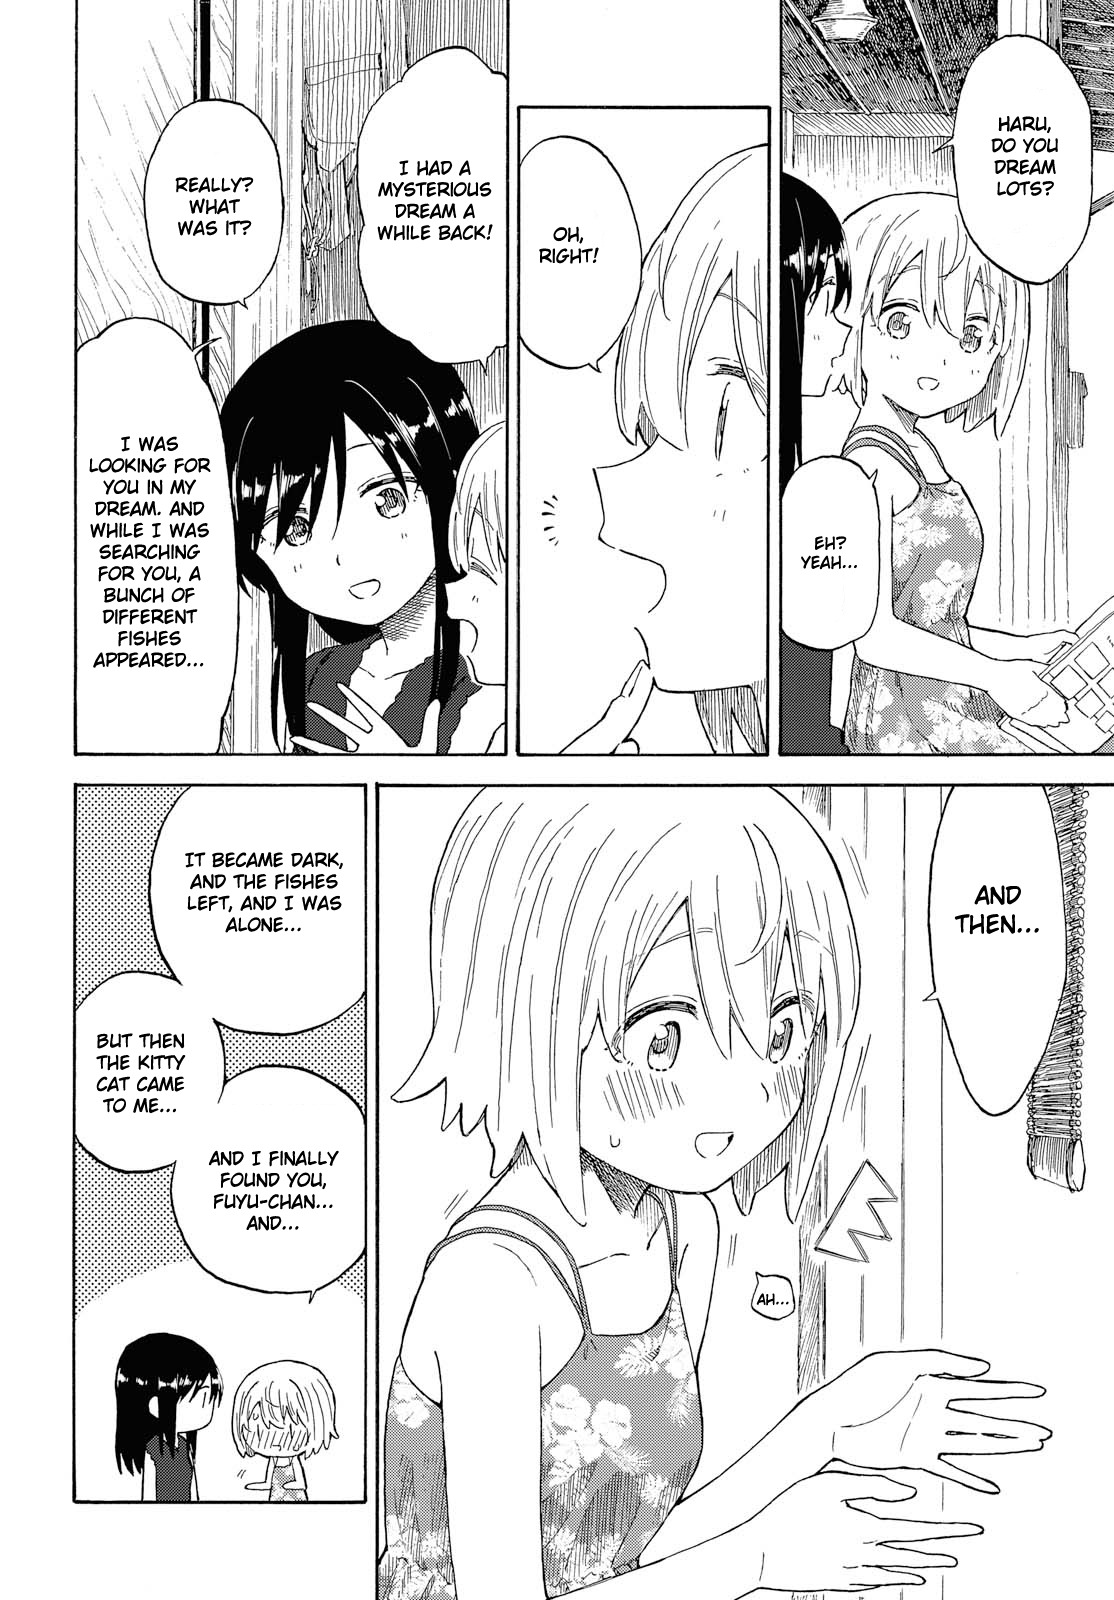 HARU,
DO YOU
DREAM
LOTS?
EH?
YEAH...
OH,
RIGHT!
I HAD A
MYSTERIOUS
DREAM A
WHILE BACK!
REALLY?
WHAT
WAS IT?
I WAS
LOOKING FOR
YOU IN MY
DREAM. AND
WHILE I WAS
SEARCHING
FOR YOU, A
BUNCH OF
DIFFERENT
FISHES
APPEARED...
AND
THEN...
AH...
IT BECAME DARK,
AND THE FISHES
LEFT, AND I WAS
ALONE...
BUT THEN
THE KITTY
CAT CAME
TO ME...
AND I FINALLY
FOUND YOU,
FUYU-CHAN...
AND...